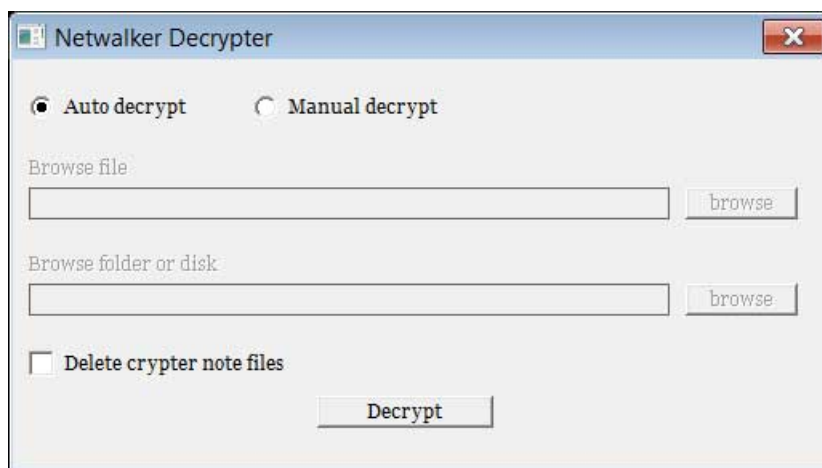 Netwalker Decrypter
Auto decrypt Manual decrypt
Browse file
browse
Browse folder or disk
browse
Delete crypter note files
Decrypt